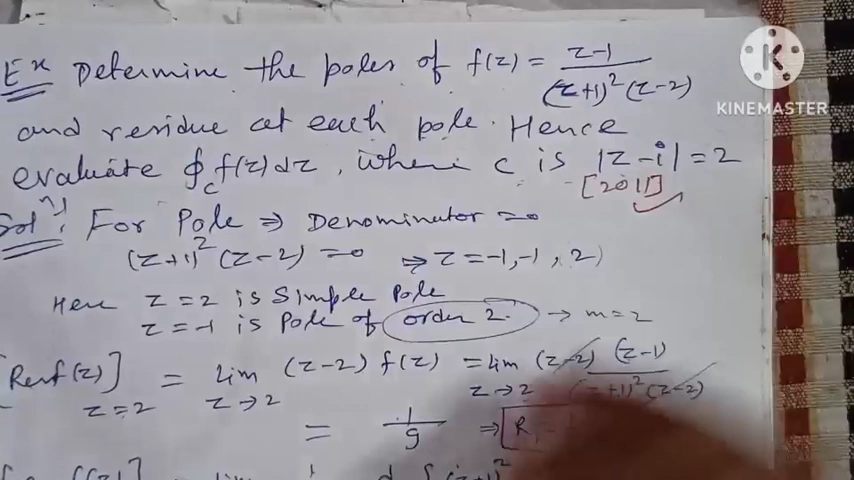 Ex Determine the poles of f(z) = z-1 / (z+1)² (z-2)
KINEMASTER
and residue at each pole. Hence
evaluate ∮c f(z) dz, where c is |z-i| = 2
[2011]
Solⁿ: For Pole ⇒ Denominator = 0
(z+1)² (z-2) = 0 ⇒ z = -1, -1, 2
Here z = 2 is Simple Pole
z = -1 is Pole of order 2. → m = 2
[Res f(z)] z=2 = lim z→2 (z-2) f(z) = lim z→2 (z-2) (z-1) / (z+1)² (z-2)
= 1/9 ⇒ R₁ =